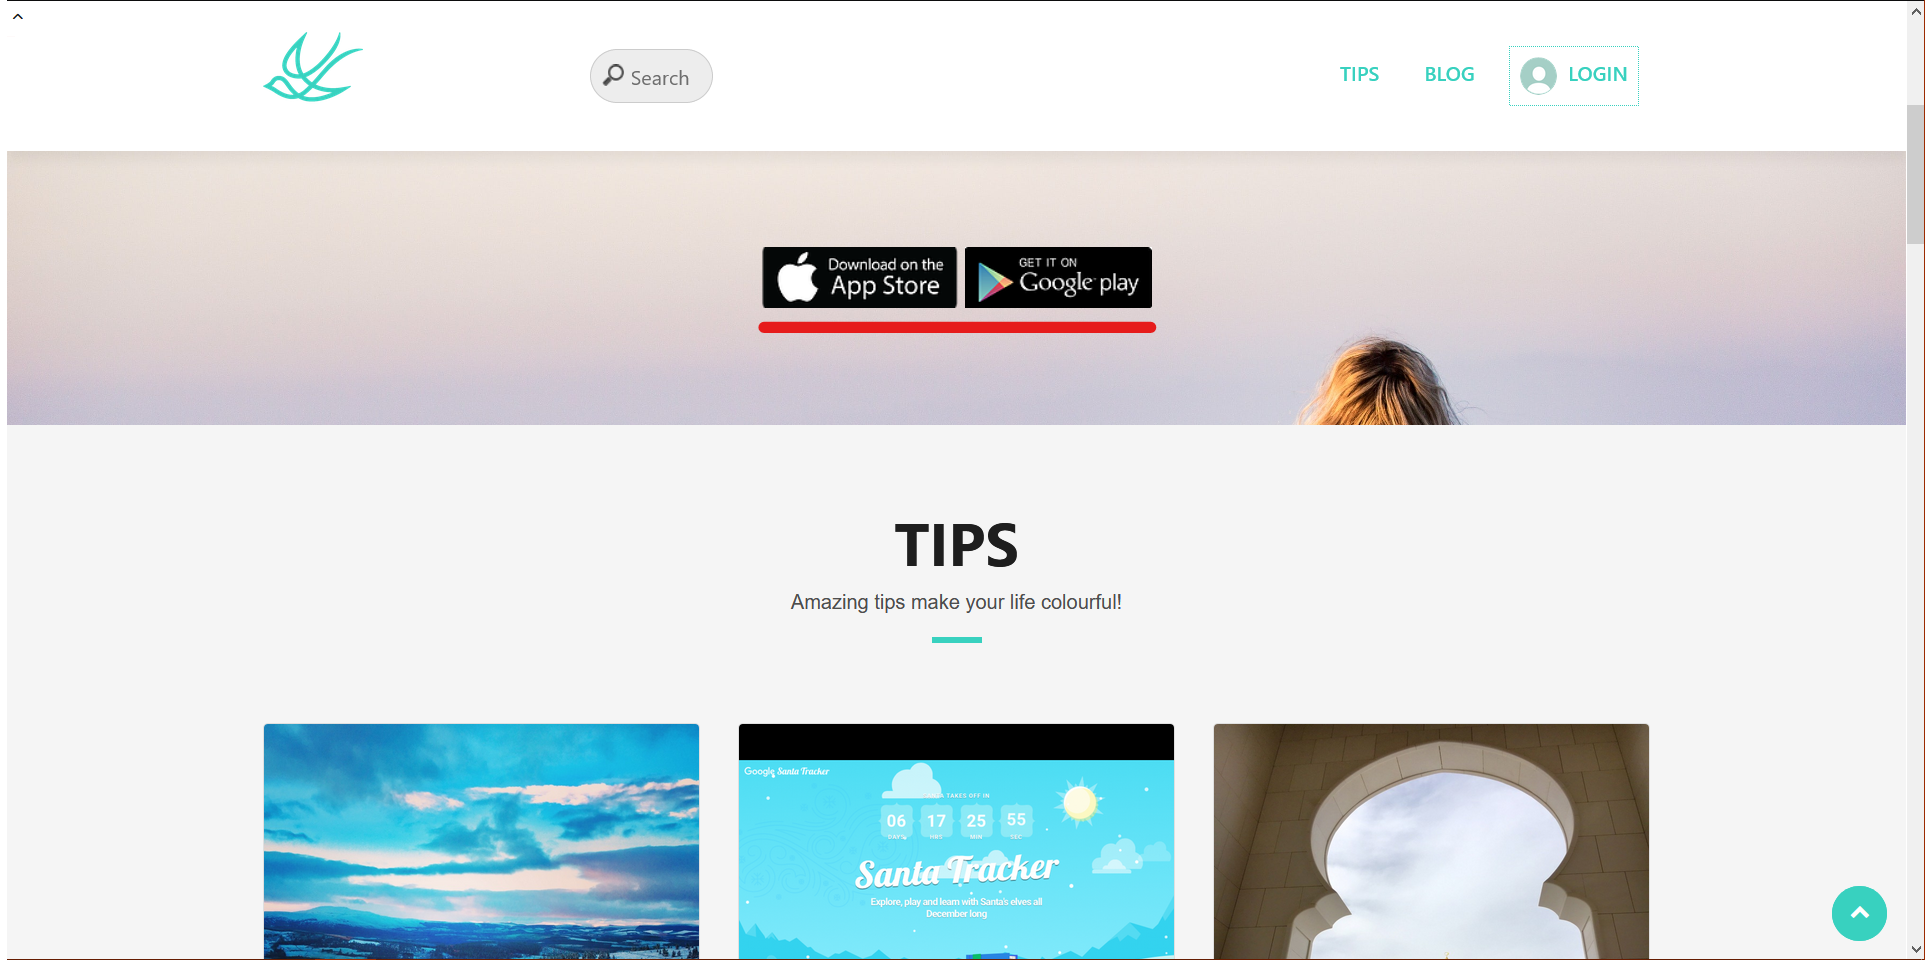 Search
TIPS
BLOG
LOGIN
Download on the
App Store
GET IT ON
Google play
TIPS
Amazing tips make your life colourful!
Google Santa Tracker
SANTA TAKES OFF IN
06 17 25 55
DAYS HRS MIN SEC
Santa Tracker
Explore, play and learn with Santa's elves all
December long